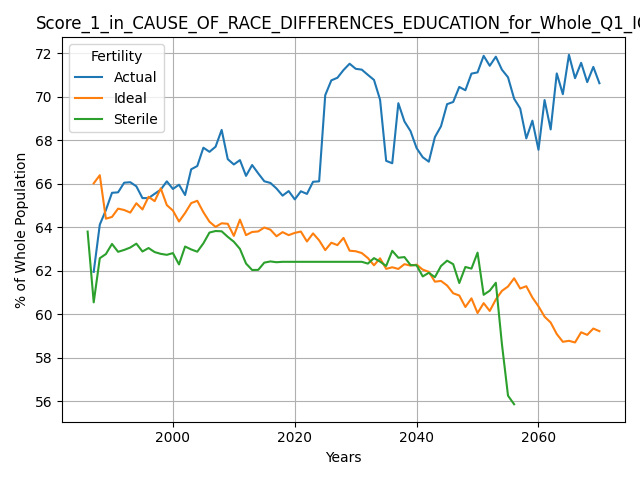 Score_1_in_CAUSE_OF_RACE_DIFFERENCES_EDUCATION_for_Whole_Q1_IQ
Fertility
Actual
Ideal
Sterile
% of Whole Population
72
70
68
66
64
62
60
58
56
2000
2020
2040
2060
Years